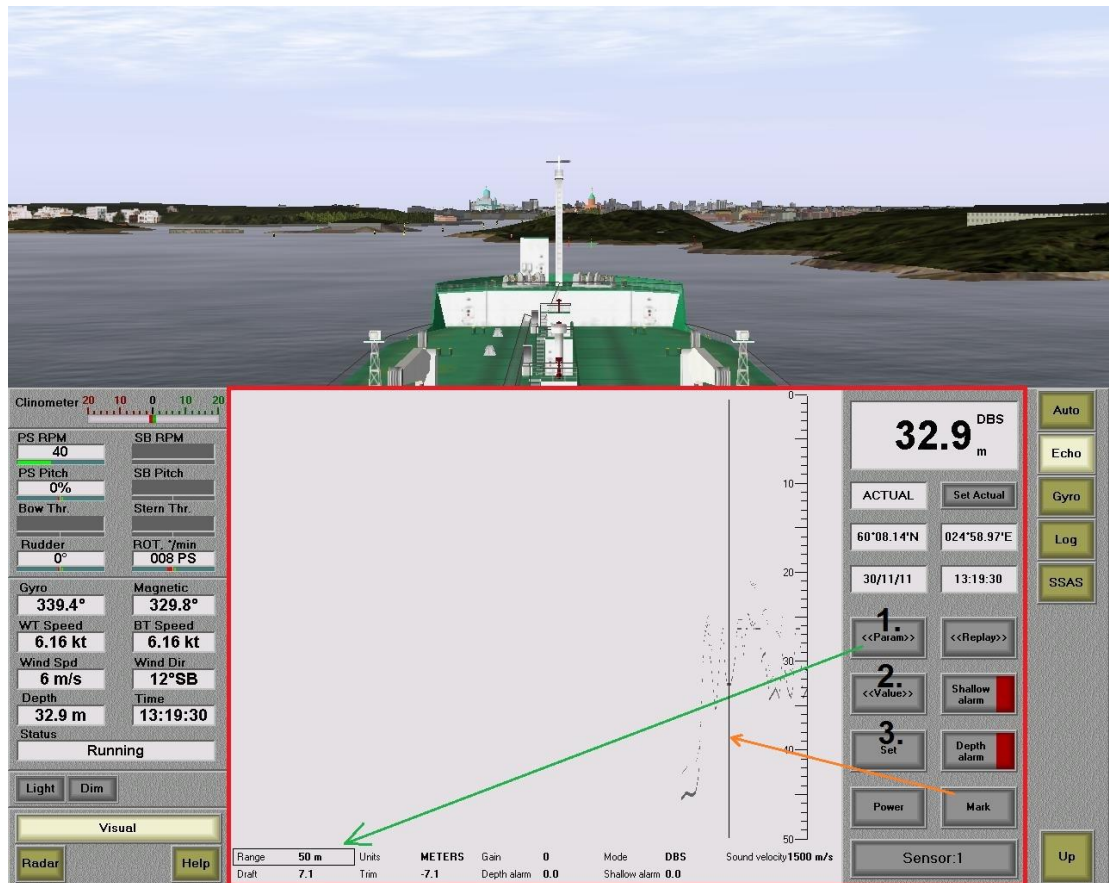 Clinometer 20 10 0 10 20
PS RPM SB RPM
40
PS Pitch SB Pitch
0%
Bow Thr. Stern Thr.
Rudder ROT, °/min
0° 008 PS
Gyro Magnetic
339.4° 329.8°
WT Speed BT Speed
6.16 kt 6.16 kt
Wind Spd Wind Dir
6 m/s 12°SB
Depth Time
32.9 m 13:19:30
Status
Running
Light Dim
Visual
Radar Help
0
10
20
30
40
50
Range 50 m Units METERS Gain 0 Mode DBS Sound velocity 1500 m/s
Draft 7.1 Trim -7.1 Depth alarm 0.0 Shallow alarm 0.0
32.9 DBS
m
ACTUAL Set Actual
60°08.14'N 024°58.97'E
30/11/11 13:19:30
1.
<<Param>> <<Replay>>
2.
<<Value>> Shallow alarm
3.
Set Depth alarm
Power Mark
Sensor:1
Auto
Echo
Gyro
Log
SSAS
Up